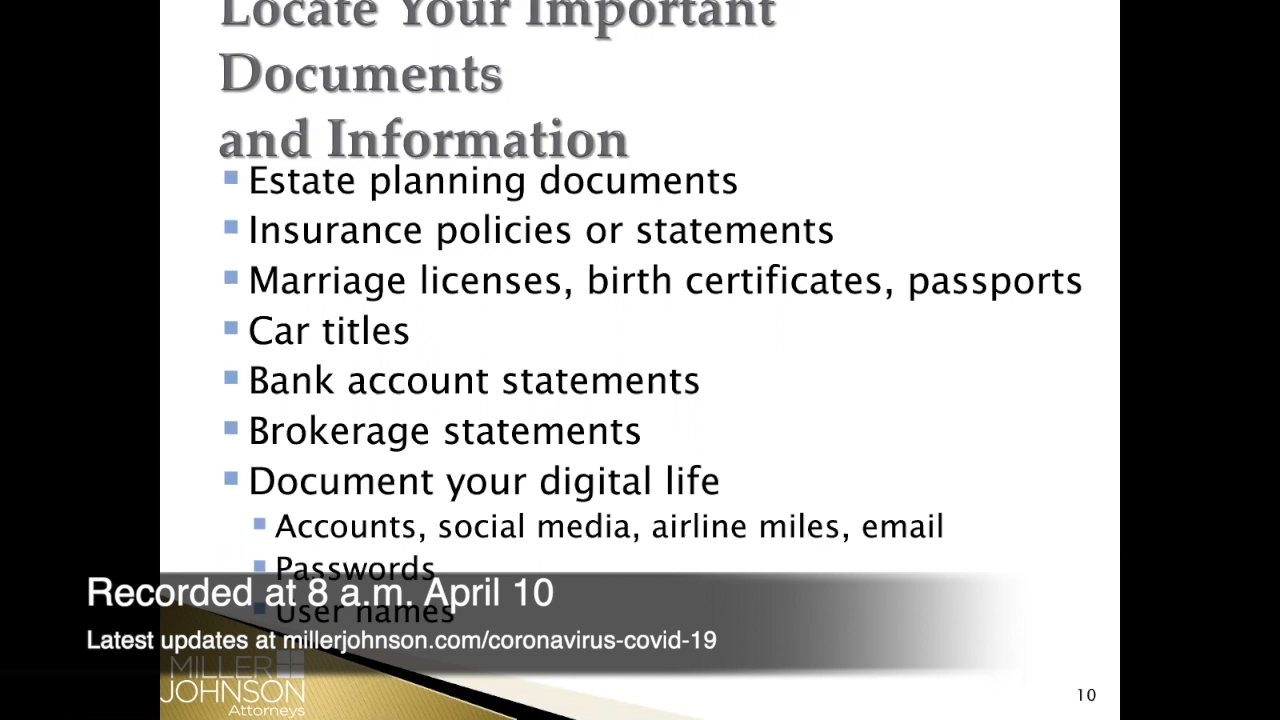 Locate Your Important
Documents
and Information
Estate planning documents
Insurance policies or statements
Marriage licenses, birth certificates, passports
Car titles
Bank account statements
Brokerage statements
Document your digital life
Accounts, social media, airline miles, email
Passwords
Recorded at 8 a.m. April 10
User names
Latest updates at millerjohnson.com/coronavirus-covid-19
MILLER
JOHNSON
Attorneys
10